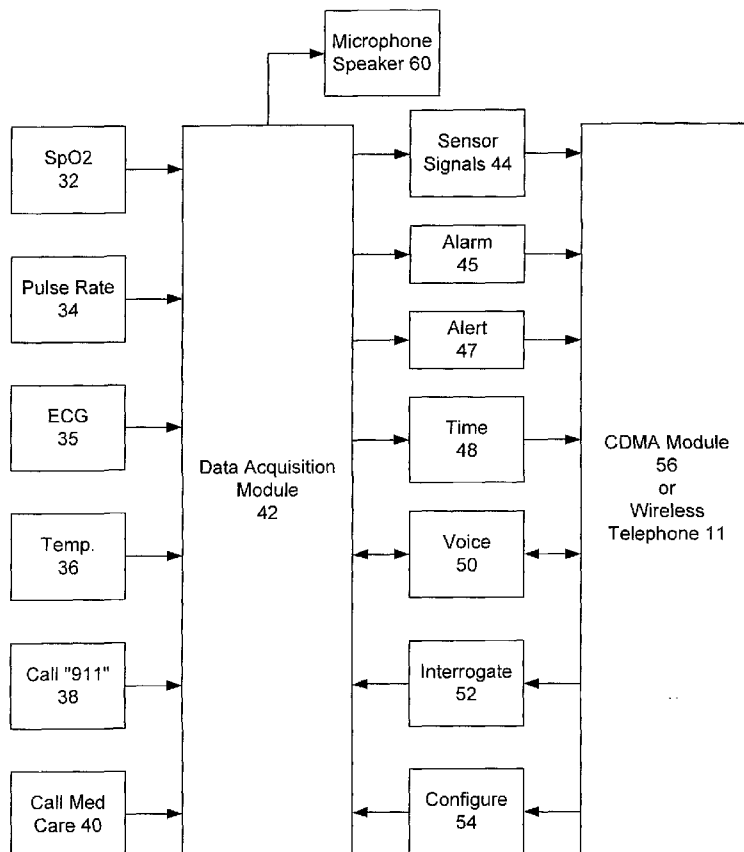 Microphone
Speaker 60
SpO2
32
Pulse Rate
34
ECG
35
Temp.
36
Call "911"
38
Call Med
Care 40
Data Acquisition
Module
42
Sensor
Signals 44
Alarm
45
Alert
47
Time
48
Voice
50
Interrogate
52
Configure
54
CDMA Module
56
or
Wireless
Telephone 11